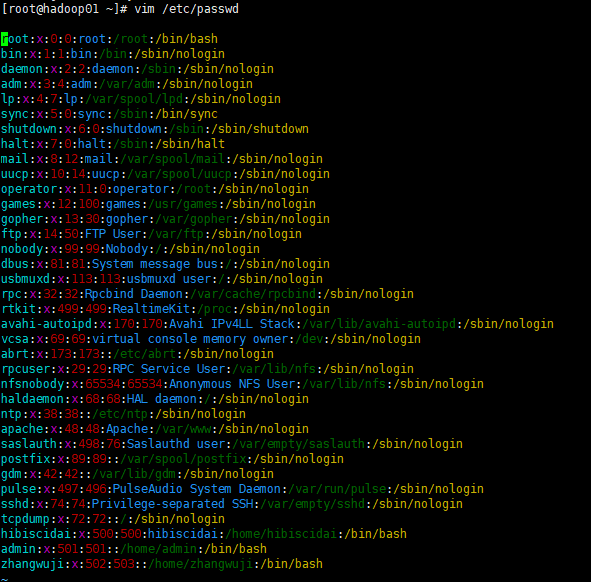 [root@hadoop01 ~]# vim /etc/passwd
root:x:0:0:root:/root:/bin/bash
bin:x:1:1:bin:/bin:/sbin/nologin
daemon:x:2:2:daemon:/sbin:/sbin/nologin
adm:x:3:4:adm:/var/adm:/sbin/nologin
lp:x:4:7:lp:/var/spool/lpd:/sbin/nologin
sync:x:5:0:sync:/sbin:/bin/sync
shutdown:x:6:0:shutdown:/sbin:/sbin/shutdown
halt:x:7:0:halt:/sbin:/sbin/halt
mail:x:8:12:mail:/var/spool/mail:/sbin/nologin
uucp:x:10:14:uucp:/var/spool/uucp:/sbin/nologin
operator:x:11:0:operator:/root:/sbin/nologin
games:x:12:100:games:/usr/games:/sbin/nologin
gopher:x:13:30:gopher:/var/gopher:/sbin/nologin
ftp:x:14:50:FTP User:/var/ftp:/sbin/nologin
nobody:x:99:99:Nobody:/:/sbin/nologin
dbus:x:81:81:System message bus:/:/sbin/nologin
usbmuxd:x:113:113:usbmuxd user:/:/sbin/nologin
rpc:x:32:32:Rpcbind Daemon:/var/cache/rpcbind:/sbin/nologin
rtkit:x:499:499:RealtimeKit:/proc:/sbin/nologin
avahi-autoipd:x:170:170:Avahi IPv4LL Stack:/var/lib/avahi-autoipd:/sbin/nologin
vcsa:x:69:69:virtual console memory owner:/dev:/sbin/nologin
abrt:x:173:173::/etc/abrt:/sbin/nologin
rpcuser:x:29:29:RPC Service User:/var/lib/nfs:/sbin/nologin
nfsnobody:x:65534:65534:Anonymous NFS User:/var/lib/nfs:/sbin/nologin
haldaemon:x:68:68:HAL daemon:/:/sbin/nologin
ntp:x:38:38::/etc/ntp:/sbin/nologin
apache:x:48:48:Apache:/var/www:/sbin/nologin
saslauth:x:498:76:Saslauthd user:/var/empty/saslauth:/sbin/nologin
postfix:x:89:89::/var/spool/postfix:/sbin/nologin
gdm:x:42:42::/var/lib/gdm:/sbin/nologin
pulse:x:497:496:PulseAudio System Daemon:/var/run/pulse:/sbin/nologin
sshd:x:74:74:Privilege-separated SSH:/var/empty/sshd:/sbin/nologin
tcpdump:x:72:72::/:/sbin/nologin
hibiscidai:x:500:500:hibiscidai:/home/hibiscidai:/bin/bash
admin:x:501:501::/home/admin:/bin/bash
zhangwuji:x:502:503::/home/zhangwuji:/bin/bash
~